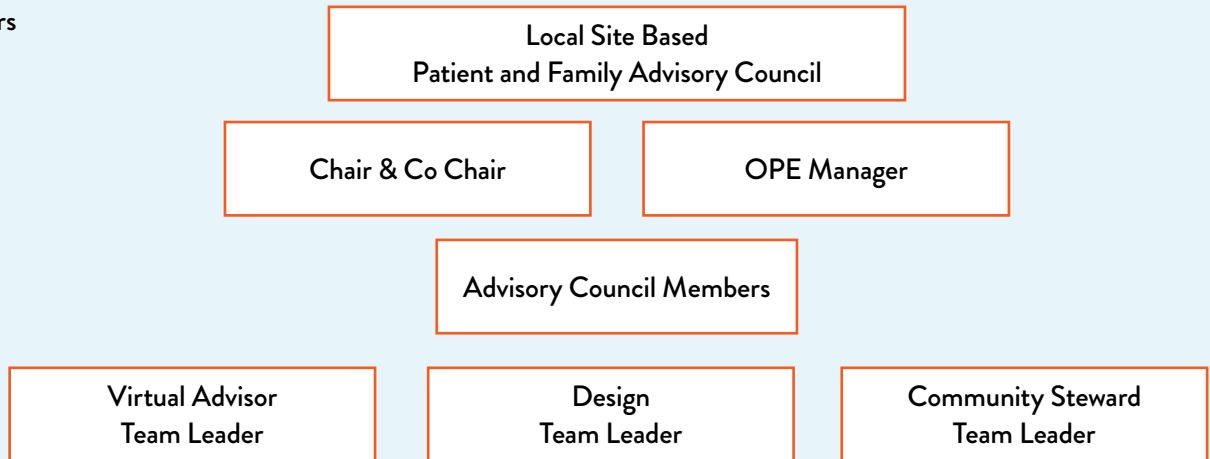 rs
Local Site Based
Patient and Family Advisory Council
Chair & Co Chair
OPE Manager
Advisory Council Members
Virtual Advisor
Team Leader
Design
Team Leader
Community Steward
Team Leader